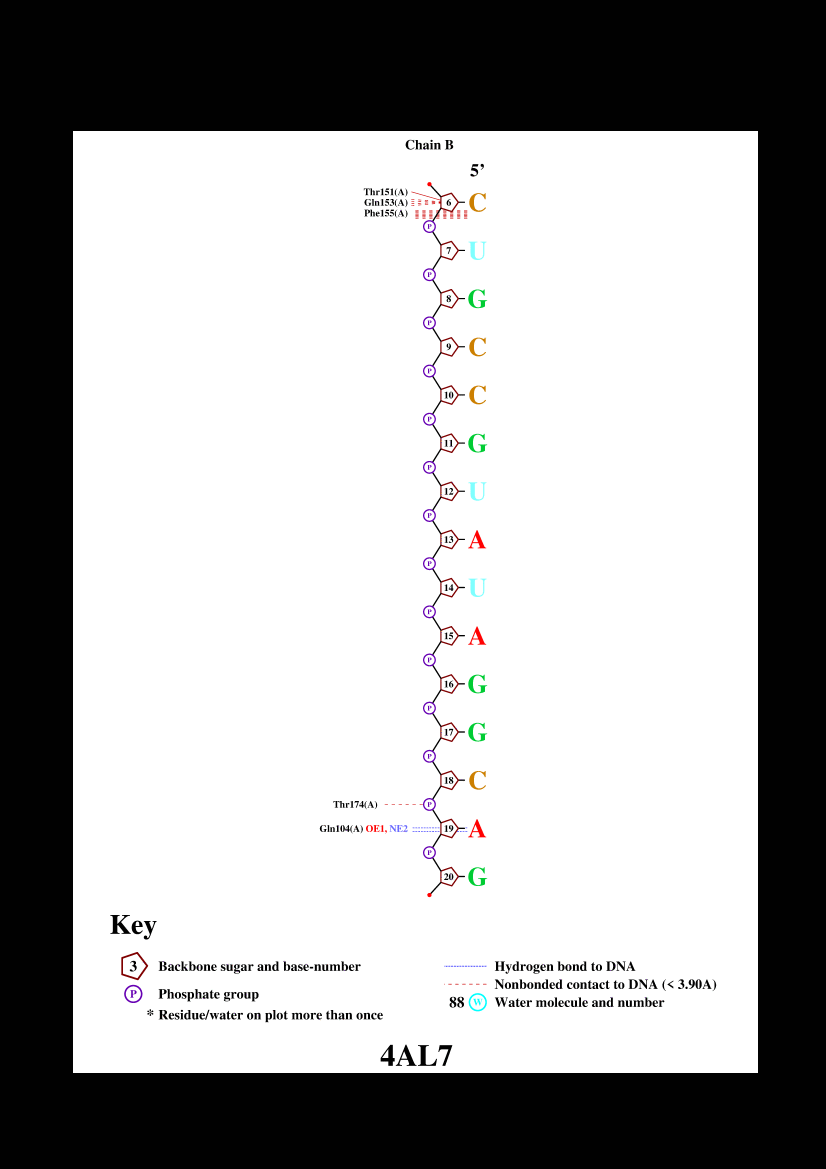 Chain B
5’
Thr151(A)
Gln153(A)
Phe155(A)
6 C
P
7 U
P
8 G
P
9 C
P
10 C
P
11 G
P
12 U
P
13 A
P
14 U
P
15 A
P
16 G
P
17 G
P
18 C
Thr174(A) P
Gln104(A) OE1, NE2 19 A
P
20 G
Key
3 Backbone sugar and base-number
P Phosphate group
* Residue/water on plot more than once
Hydrogen bond to DNA
Nonbonded contact to DNA (< 3.90A)
88 W Water molecule and number
4AL7